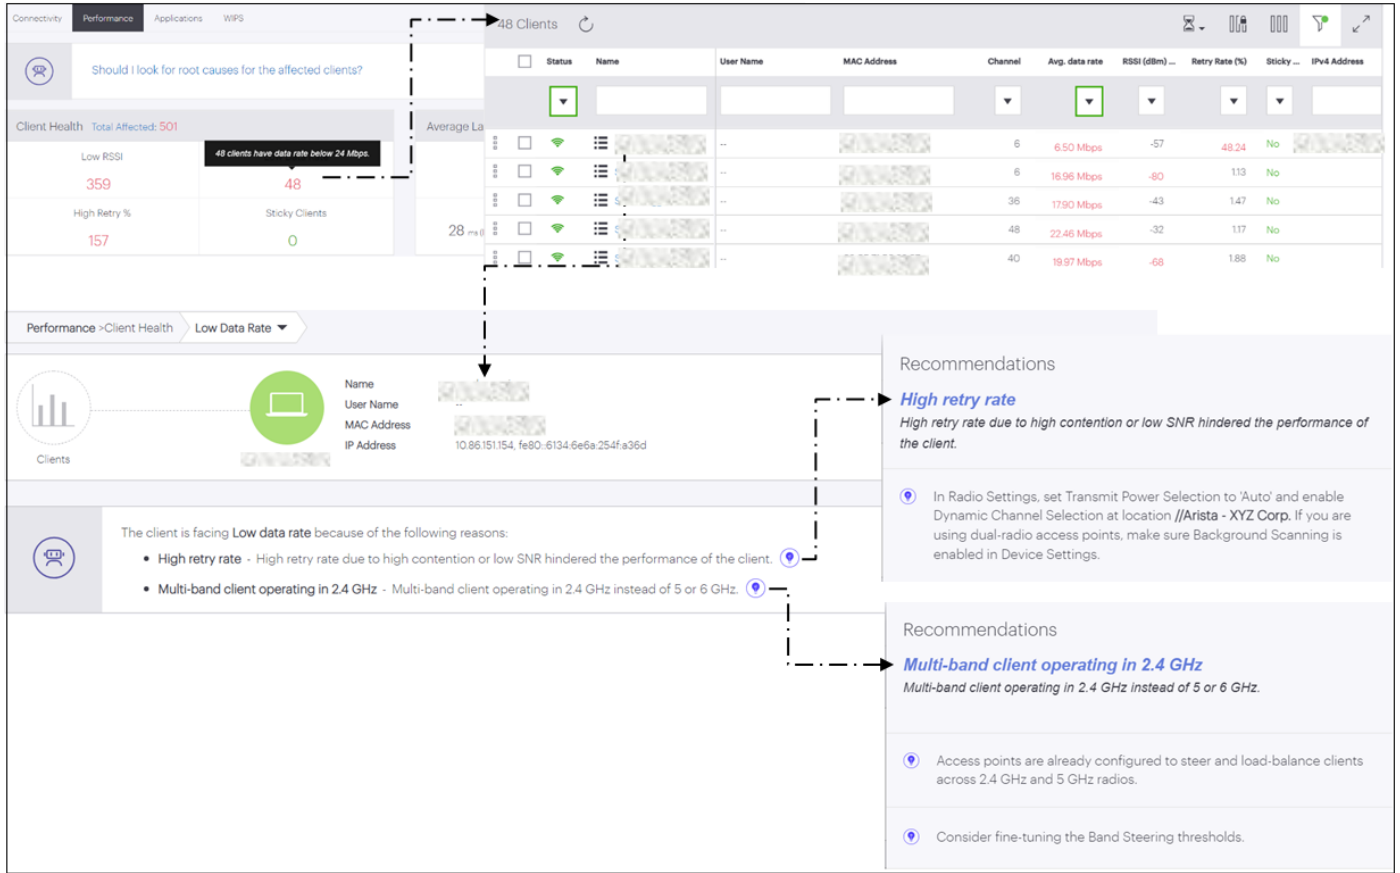 Connectivity Performance Applications WIPS
Should I look for root causes for the affected clients?
Client Health Total Affected: 501
Low RSSI
48 clients have data rate below 24 Mbps.
359 48
High Retry % Sticky Clients
157 0
Average La
28 ms
48 Clients
Status Name User Name MAC Address Channel Avg. data rate RSSI (dBm) ... Retry Rate (%) Sticky ... IPv4 Address
-- 6 6.50 Mbps -57 48.24 No
-- 6 16.96 Mbps -80 1.13 No
-- 36 17.90 Mbps -43 1.47 No
-- 48 22.46 Mbps -32 1.17 No
-- 40 19.97 Mbps -68 1.88 No
Performance >Client Health Low Data Rate
Clients
Name
User Name --
MAC Address
IP Address 10.86.151.154, fe80::6134:6e6a:254f:a36d
The client is facing Low data rate because of the following reasons:
• High retry rate - High retry rate due to high contention or low SNR hindered the performance of the client.
• Multi-band client operating in 2.4 GHz - Multi-band client operating in 2.4 GHz instead of 5 or 6 GHz.
Recommendations
High retry rate
High retry rate due to high contention or low SNR hindered the performance of
the client.
In Radio Settings, set Transmit Power Selection to 'Auto' and enable
Dynamic Channel Selection at location //Arista - XYZ Corp. If you are
using dual-radio access points, make sure Background Scanning is
enabled in Device Settings.
Recommendations
Multi-band client operating in 2.4 GHz
Multi-band client operating in 2.4 GHz instead of 5 or 6 GHz.
Access points are already configured to steer and load-balance clients
across 2.4 GHz and 5 GHz radios.
Consider fine-tuning the Band Steering thresholds.